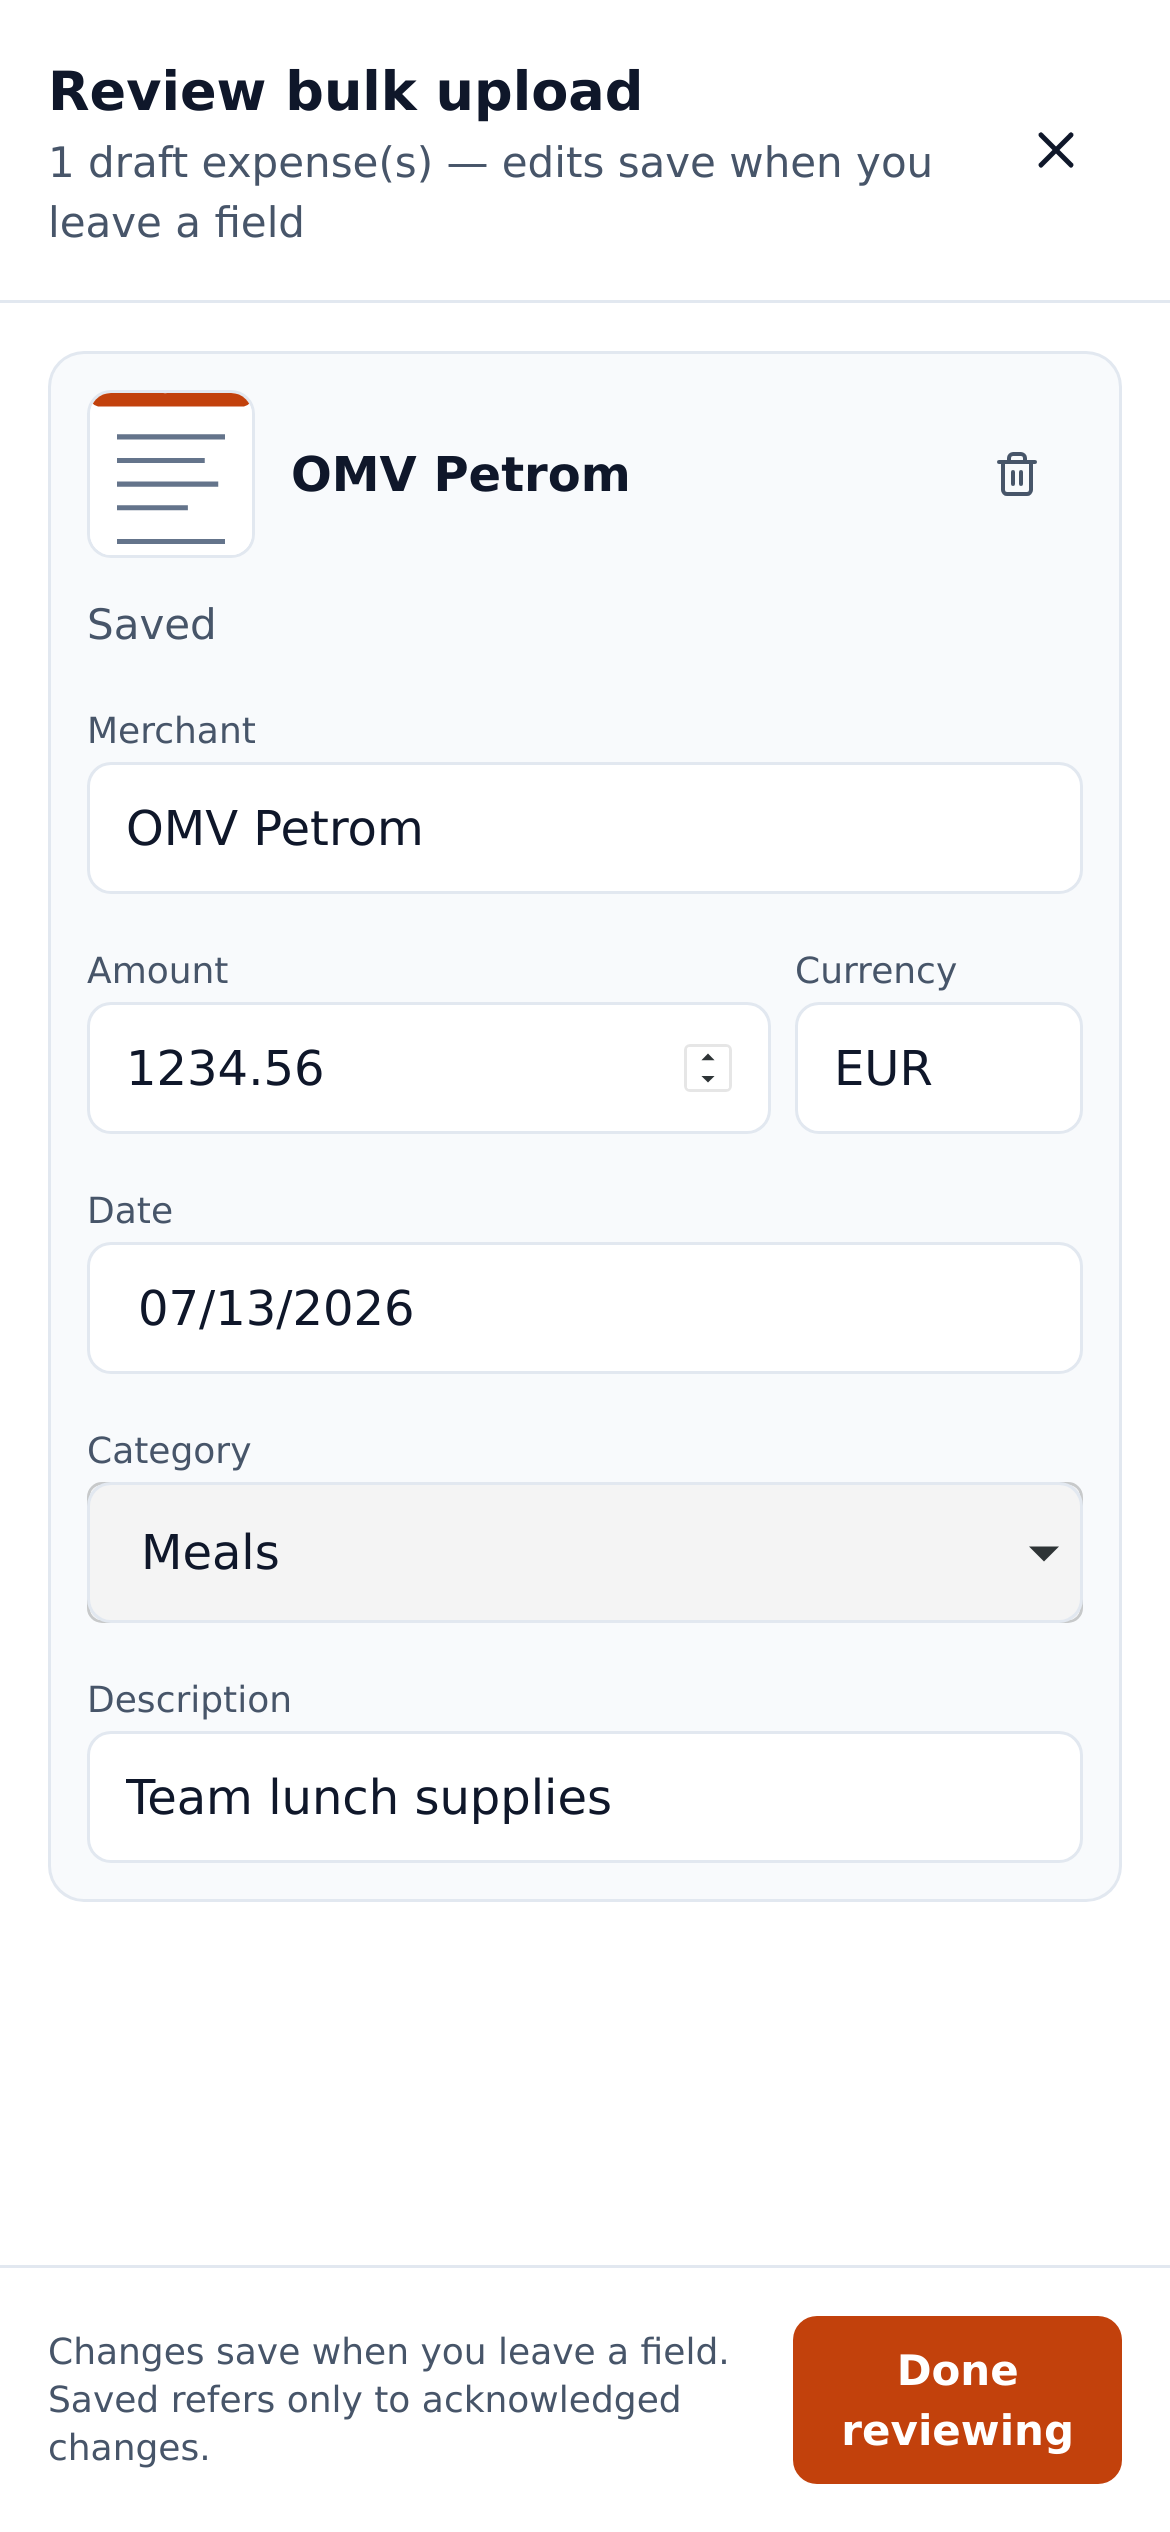 Review bulk upload
1 draft expense(s) — edits save when you
leave a field
OMV Petrom
Saved
Merchant
OMV Petrom
Amount
Currency
1234.56
EUR
Date
07/13/2026
Category
Meals
Description
Team lunch supplies
Changes save when you leave a field.
Saved refers only to acknowledged
changes.
Done
reviewing